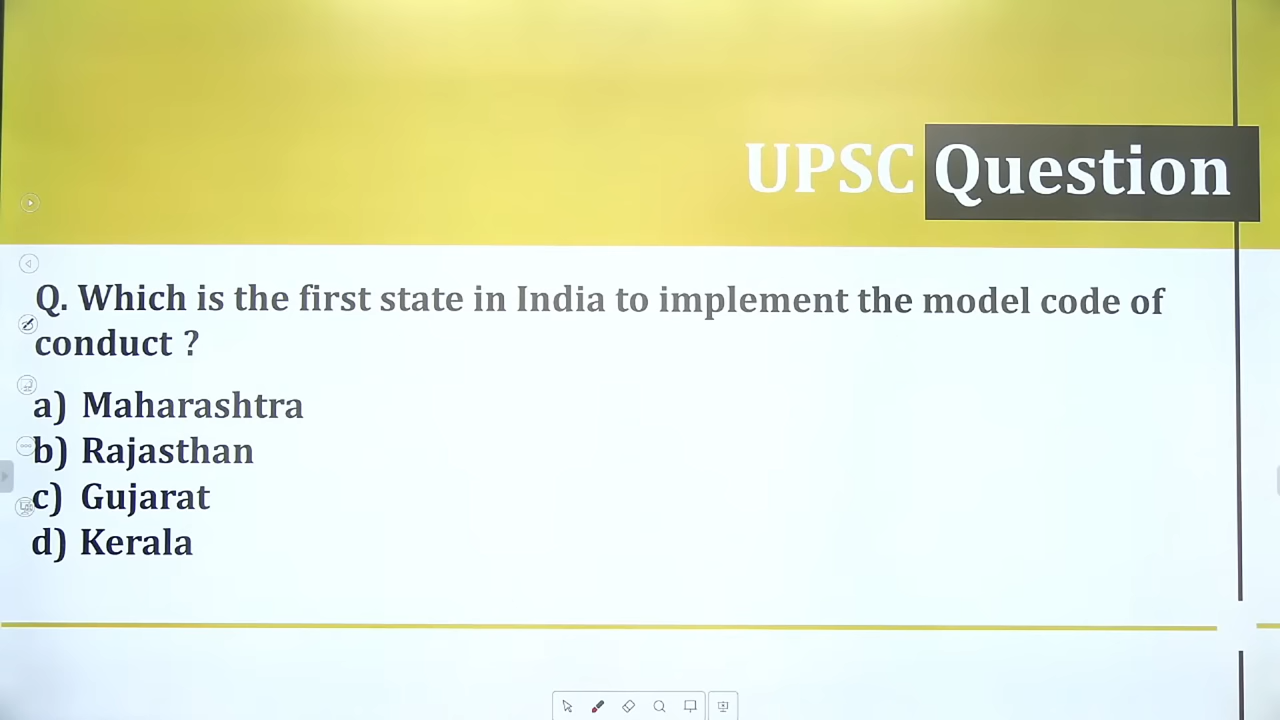 UPSC Question
Q. Which is the first state in India to implement the model code of
conduct ?
a) Maharashtra
b) Rajasthan
c) Gujarat
d) Kerala